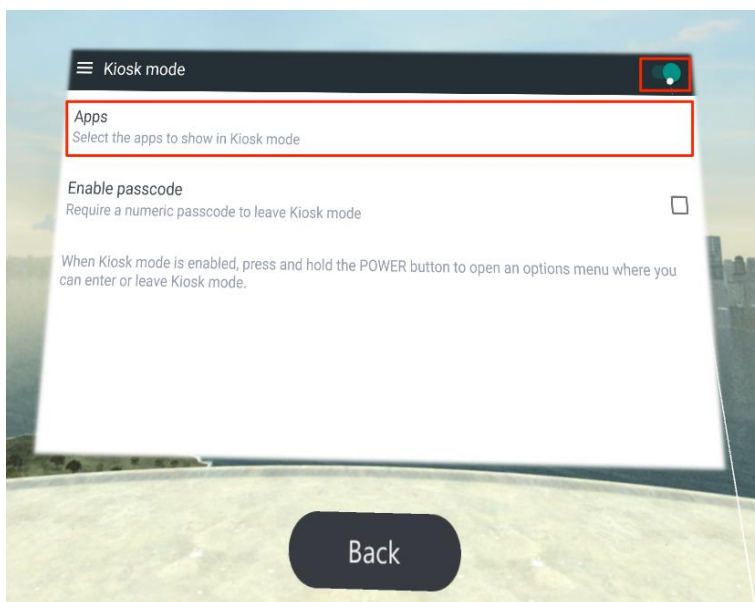 Kiosk mode
Apps
Select the apps to show in Kiosk mode
Enable passcode
Require a numeric passcode to leave Kiosk mode
When Kiosk mode is enabled, press and hold the POWER button to open an options menu where you
can enter or leave Kiosk mode.
Back